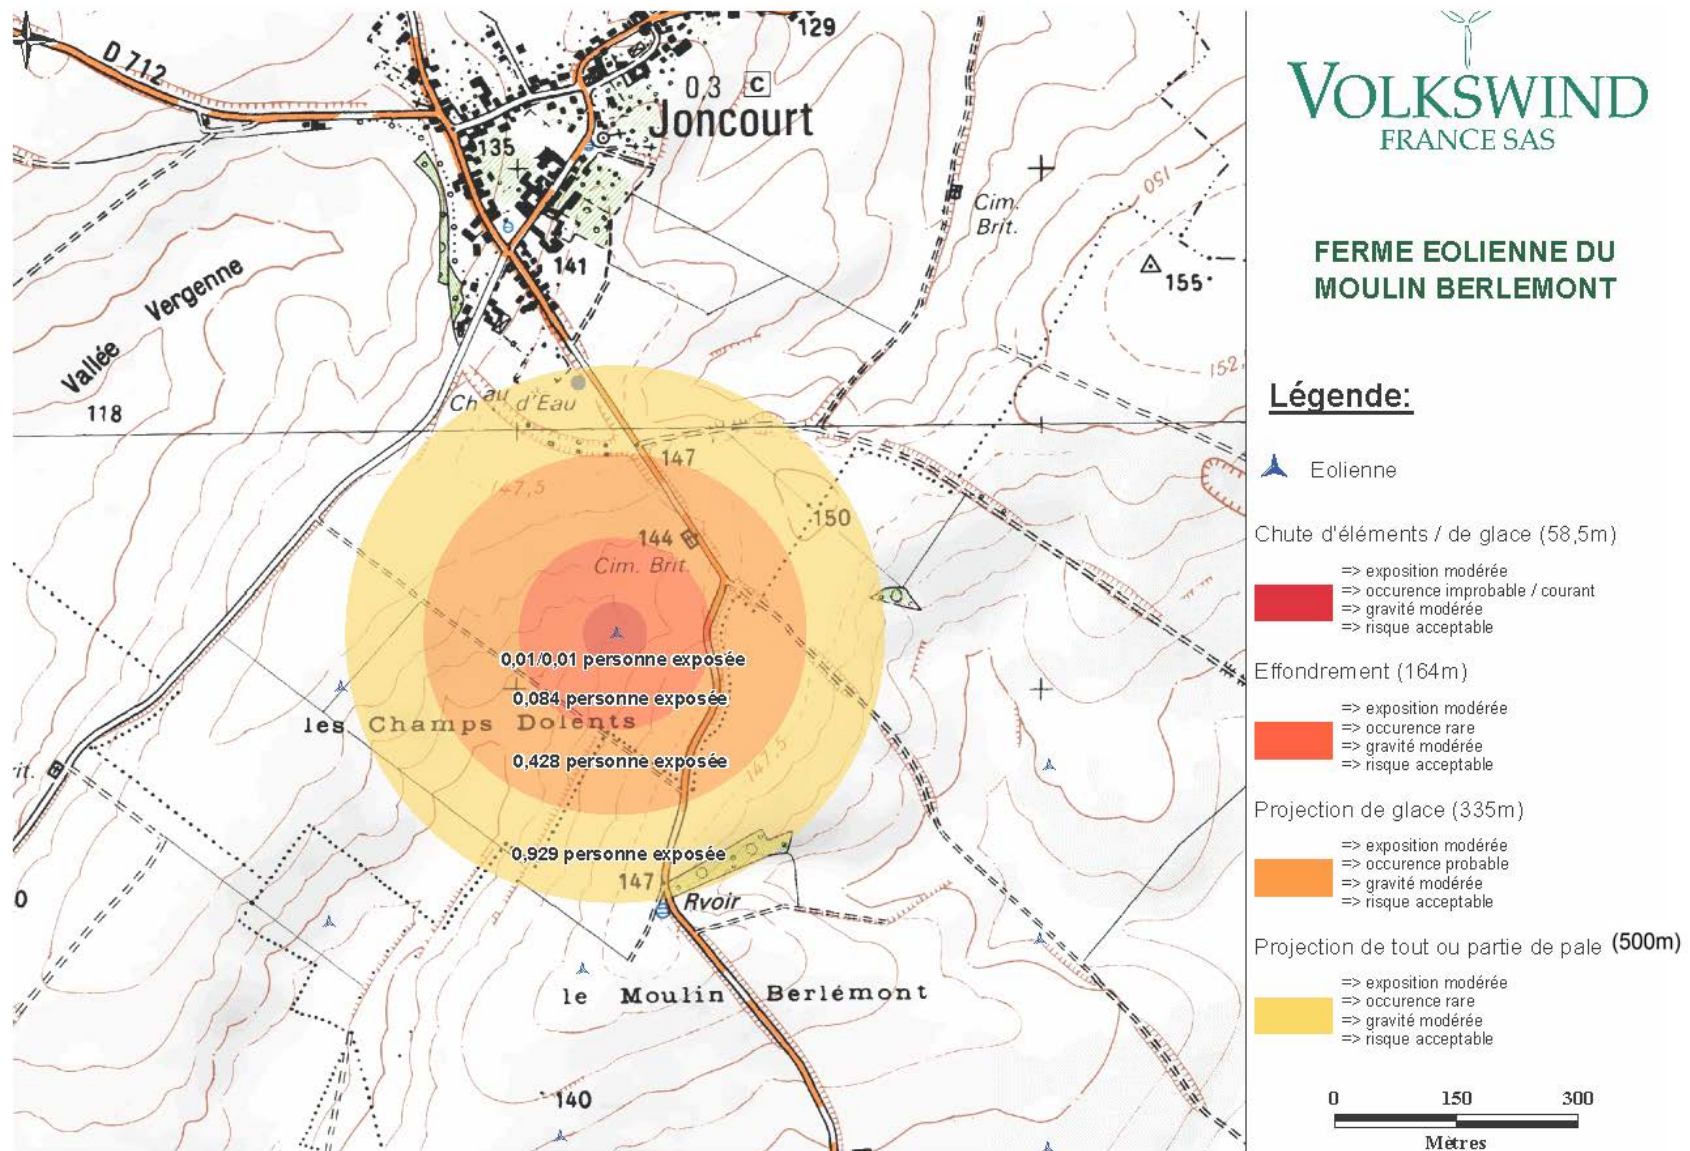 D 712
129
0,3 C
Joncourt
135
141
Cim.
Brit.
150
155
152,
Vallée Vergenne
118
Chau d'Eau
147
147,5
150
144
Cim. Brit.
0,01/0,01 personne exposée
0,084 personne exposée
les Champs Dolents
0,428 personne exposée
147,5
it.
0,929 personne exposée
147
0
Rvoir
le Moulin Berlémont
140
VOLKSWIND
FRANCE SAS
FERME EOLIENNE DU
MOULIN BERLEMONT
Légende:
Eolienne
Chute d'éléments / de glace (58,5m)
=> exposition modérée
=> occurence improbable / courant
=> gravité modérée
=> risque acceptable
Effondrement (164m)
=> exposition modérée
=> occurence rare
=> gravité modérée
=> risque acceptable
Projection de glace (335m)
=> exposition modérée
=> occurence probable
=> gravité modérée
=> risque acceptable
Projection de tout ou partie de pale (500m)
=> exposition modérée
=> occurence rare
=> gravité modérée
=> risque acceptable
0 150 300
Mètres